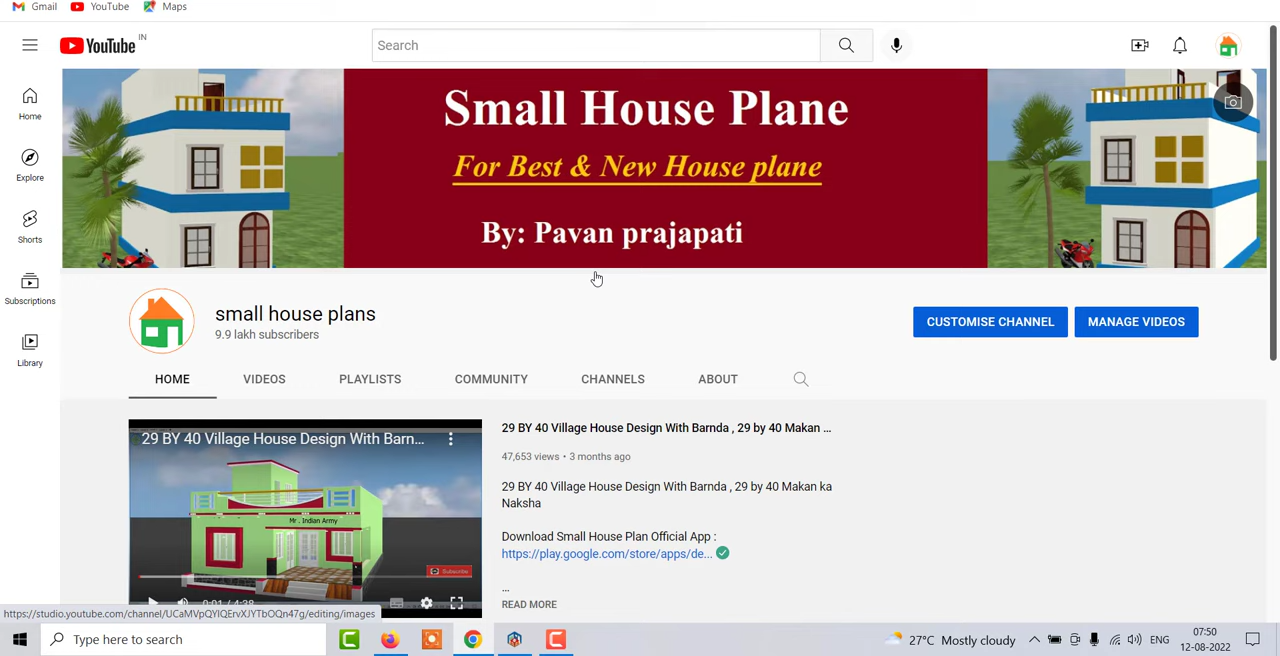 Gmail YouTube Maps
YouTube IN
Search
Home
Explore
Shorts
Subscriptions
Library
Small House Plane
For Best & New House plane
By: Pavan prajapati
small house plans
9.9 lakh subscribers
CUSTOMISE CHANNEL MANAGE VIDEOS
HOME VIDEOS PLAYLISTS COMMUNITY CHANNELS ABOUT
29 BY 40 Village House Design With Barn...
Mr . Indian Army
Subscribe
0:01 / 4:38
29 BY 40 Village House Design With Barnda , 29 by 40 Makan ...
47,653 views • 3 months ago
29 BY 40 Village House Design With Barnda , 29 by 40 Makan ka
Naksha
Download Small House Plan Official App :
https://play.google.com/store/apps/de...
...
READ MORE
https://studio.youtube.com/channel/UCaMVpQYIQErvXJYTbOQn47g/editing/images
Type here to search
27°C Mostly cloudy
ENG
07:50
12-08-2022